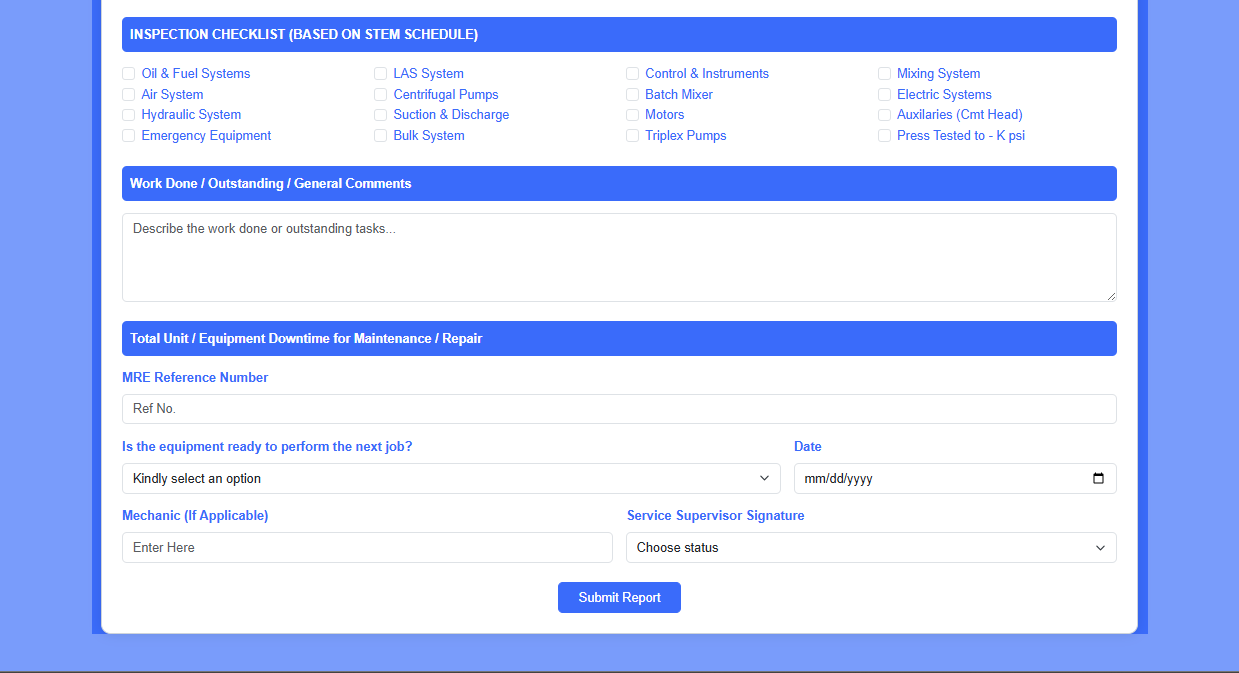 INSPECTION CHECKLIST (BASED ON STEM SCHEDULE)
Oil & Fuel Systems LAS System Control & Instruments Mixing System
Air System Centrifugal Pumps Batch Mixer Electric Systems
Hydraulic System Suction & Discharge Motors Auxilaries (Cmt Head)
Emergency Equipment Bulk System Triplex Pumps Press Tested to - K psi
Work Done / Outstanding / General Comments
Describe the work done or outstanding tasks...
Total Unit / Equipment Downtime for Maintenance / Repair
MRE Reference Number
Ref No.
Is the equipment ready to perform the next job? Date
Kindly select an option mm/dd/yyyy
Mechanic (If Applicable) Service Supervisor Signature
Enter Here Choose status
Submit Report